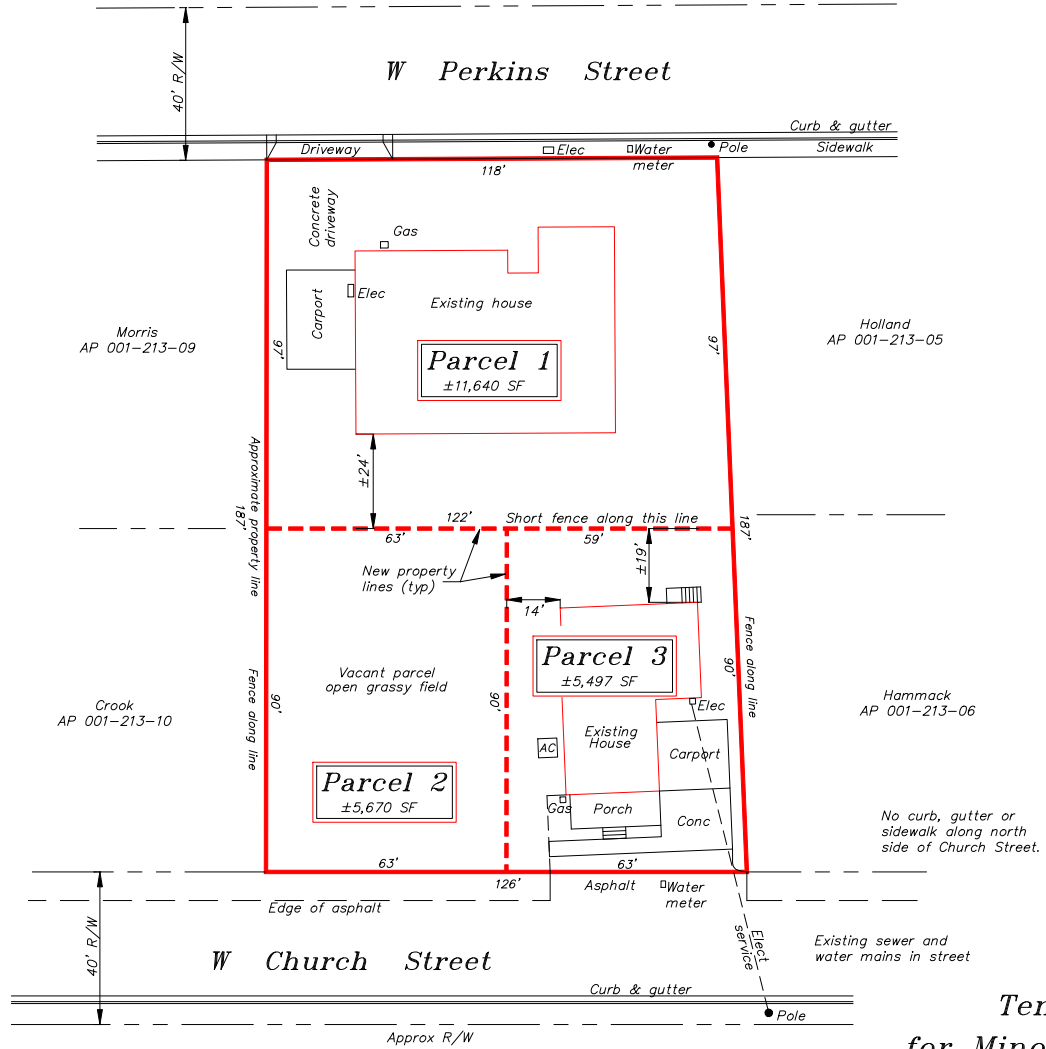 W Perkins Street
40' R/W
Curb & gutter
Driveway
Elec
Water
meter
Pole
Sidewalk
118'
Concrete
driveway
Gas
Carport
Elec
Existing house
Morris
AP 001-213-09
Holland
AP 001-213-05
97'
97'
Parcel 1
±11,640 SF
Approximate property line
±24'
187'
122'
Short fence along this line
187'
63'
59'
New property
lines (typ)
±19'
14'
Fence along line
Vacant parcel
open grassy field
Parcel 3
±5,497 SF
Fence along line
90'
90'
90'
Crook
AP 001-213-10
Hammack
AP 001-213-06
Elec
Existing
House
AC
Carport
Parcel 2
±5,670 SF
Gas
Porch
Conc
No curb, gutter or
sidewalk along north
side of Church Street.
63'
63'
126'
Asphalt
Water
meter
Edge of asphalt
40' R/W
W Church Street
Elect
service
Existing sewer and
water mains in street
Curb & gutter
Pole
Approx R/W
for